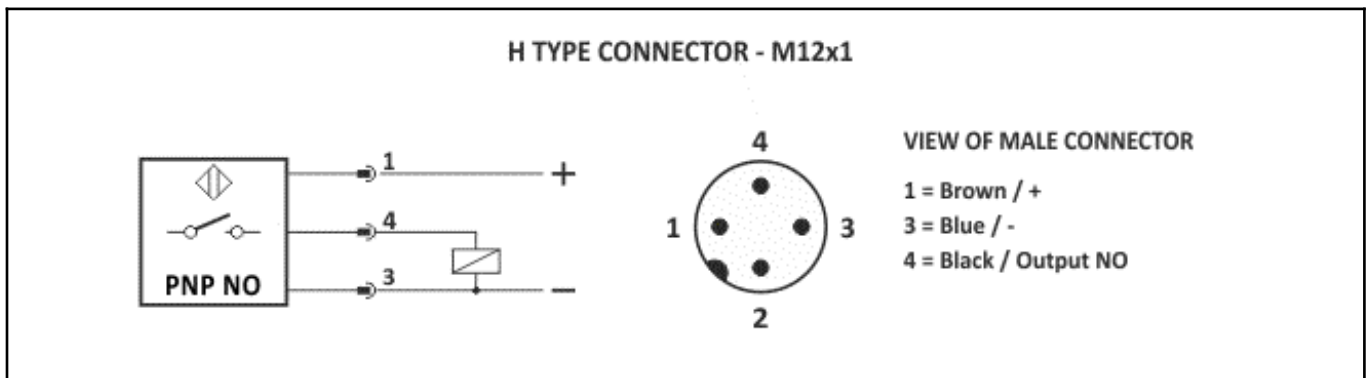 H TYPE CONNECTOR - M12x1
1
+
4
PNP NO
3
−
4
1
3
2
VIEW OF MALE CONNECTOR
1 = Brown / +
3 = Blue / -
4 = Black / Output NO